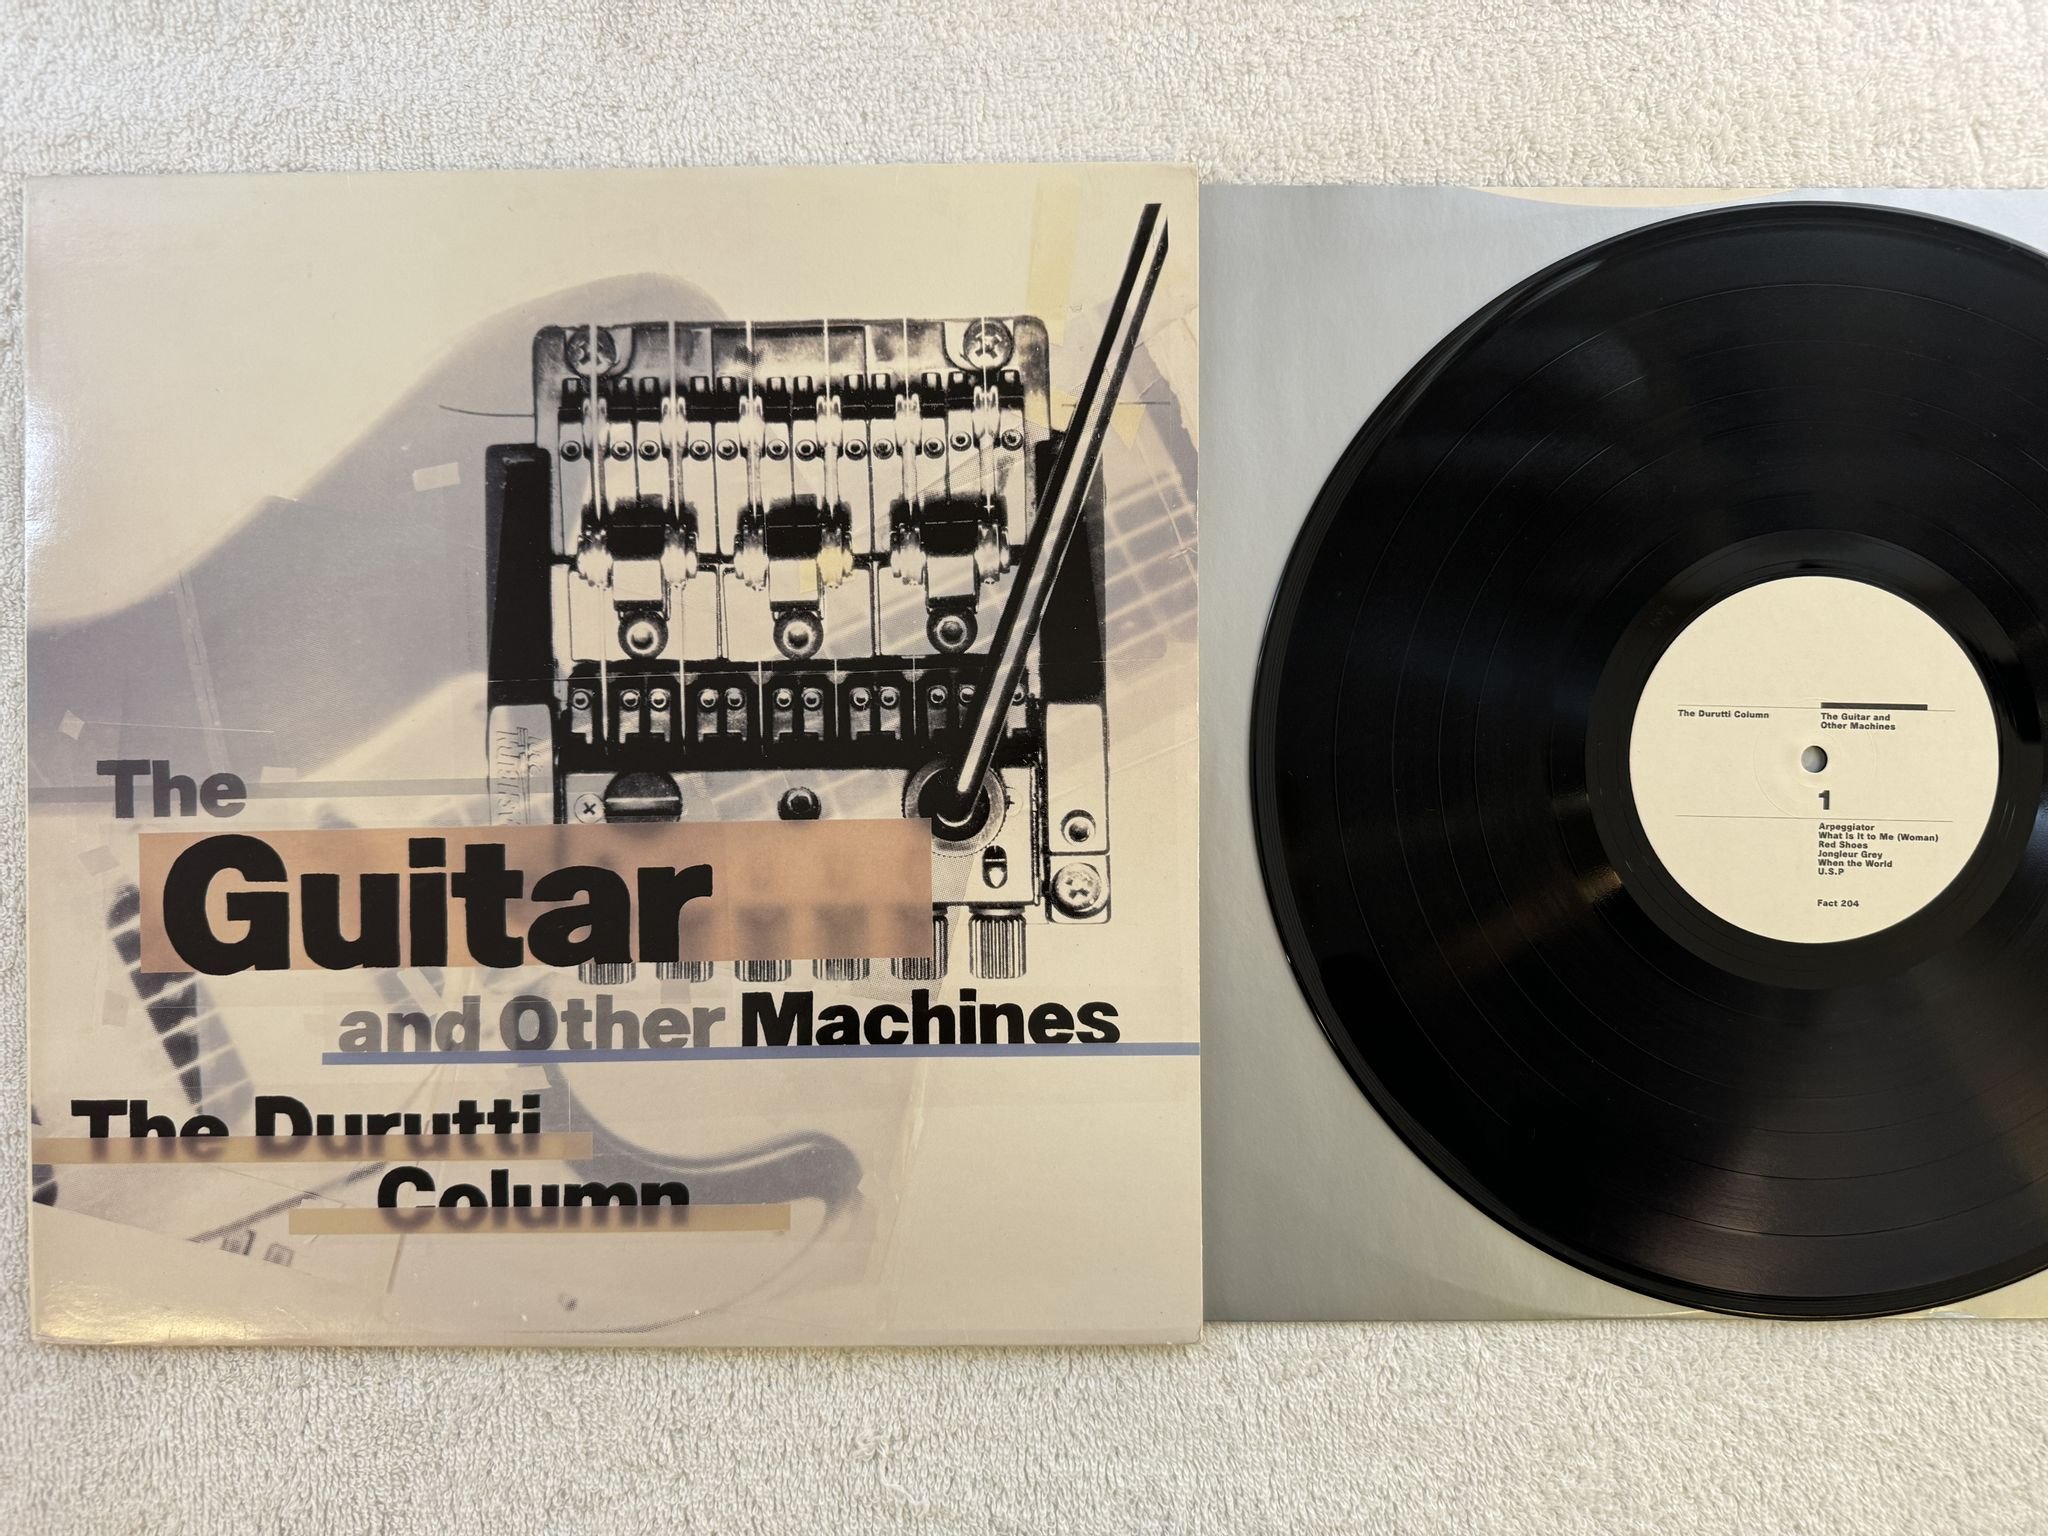 The
Guitar
and Other Machines
The Durutti
Column
The Durutti Column
The Guitar and
Other Machines
1
Arpeggiator
What Is It to Me (Woman)
Red Shoes
Jongleur Grey
When the World
U.S.P
Fact 204